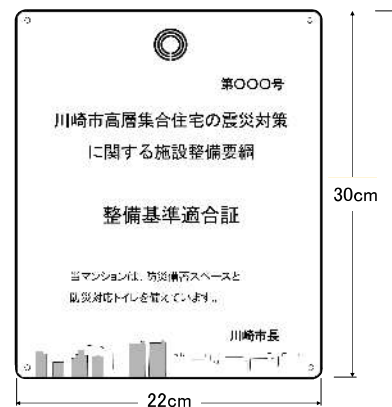 第○○○号
川崎市高層集合住宅の震災対策
に関する施設整備要綱
整備基準適合証
当マンションは、防災備蓄スペースと
防災対応トイレを備えています。
川崎市長
30cm
22cm